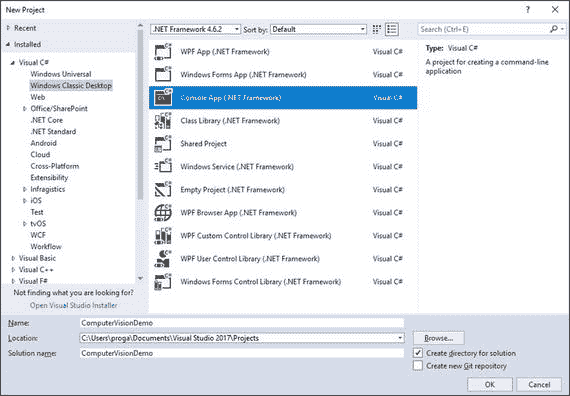 New Project
Recent
.NET Framework 4.6.2 Sort by: Default
Search (Ctrl+E)
Installed
Visual C#
Windows Universal
Windows Classic Desktop
Web
Office/SharePoint
.NET Core
.NET Standard
Android
Cloud
Cross-Platform
Extensibility
Infragistics
iOS
Test
tvOS
WCF
Workflow
Visual Basic
Visual C++
Visual F#
Not finding what you are looking for?
Open Visual Studio Installer
WPF App (.NET Framework) Visual C#
Windows Forms App (.NET Framework) Visual C#
Console App (.NET Framework) Visual C#
Class Library (.NET Framework) Visual C#
Shared Project Visual C#
Windows Service (.NET Framework) Visual C#
Empty Project (.NET Framework) Visual C#
WPF Browser App (.NET Framework) Visual C#
WPF Custom Control Library (.NET Framework) Visual C#
WPF User Control Library (.NET Framework) Visual C#
Windows Forms Control Library (.NET Framework) Visual C#
Type: Visual C#
A project for creating a command-line
application
Name: ComputerVisionDemo
Location: C:\Users\proga\Documents\Visual Studio 2017\Projects
Browse...
Solution name: ComputerVisionDemo
Create directory for solution
Create new Git repository
OK Cancel